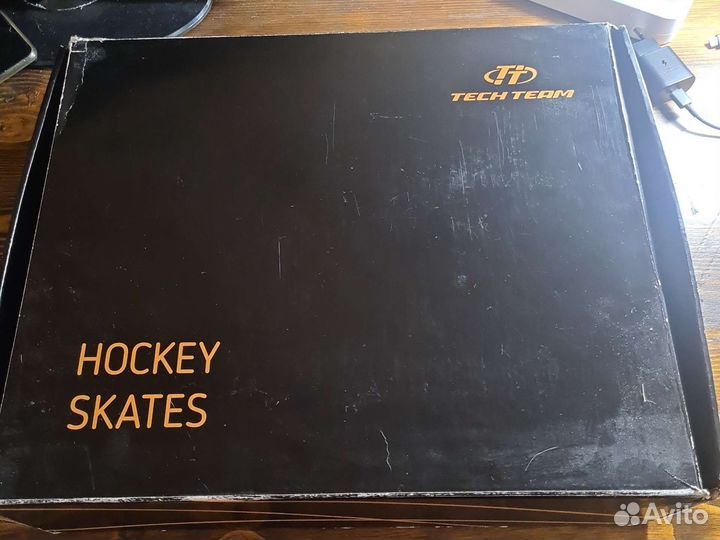 TT
TECH TEAM
HOCKEY
SKATES
Avito